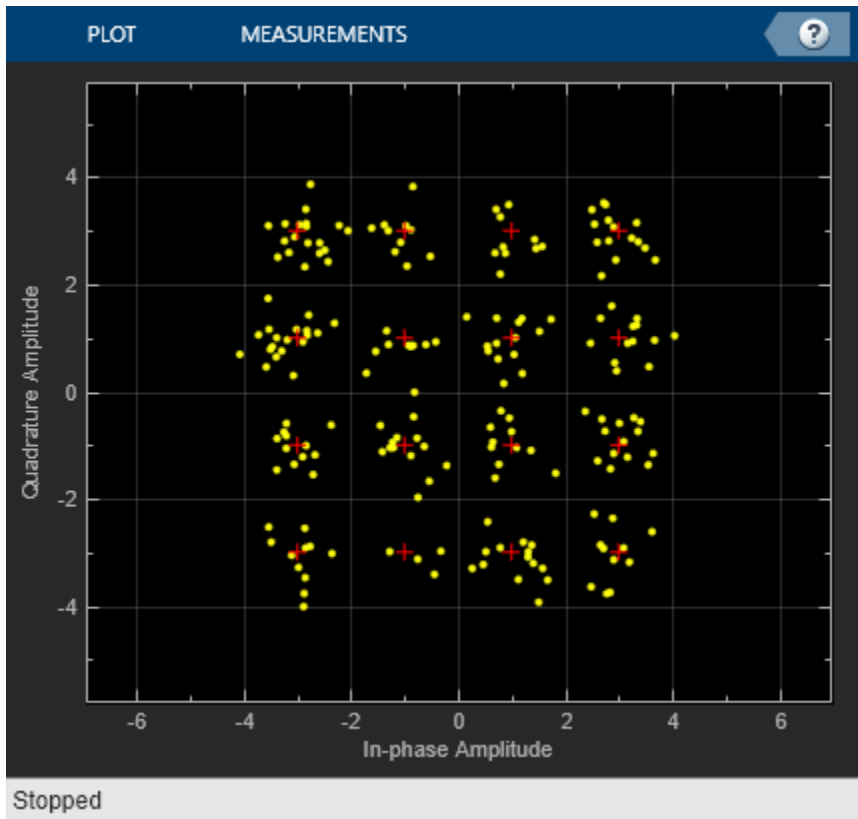 PLOT MEASUREMENTS ?
4
2
0
-2
-4
Quadrature Amplitude
-6 -4 -2 0 2 4 6
In-phase Amplitude
Stopped